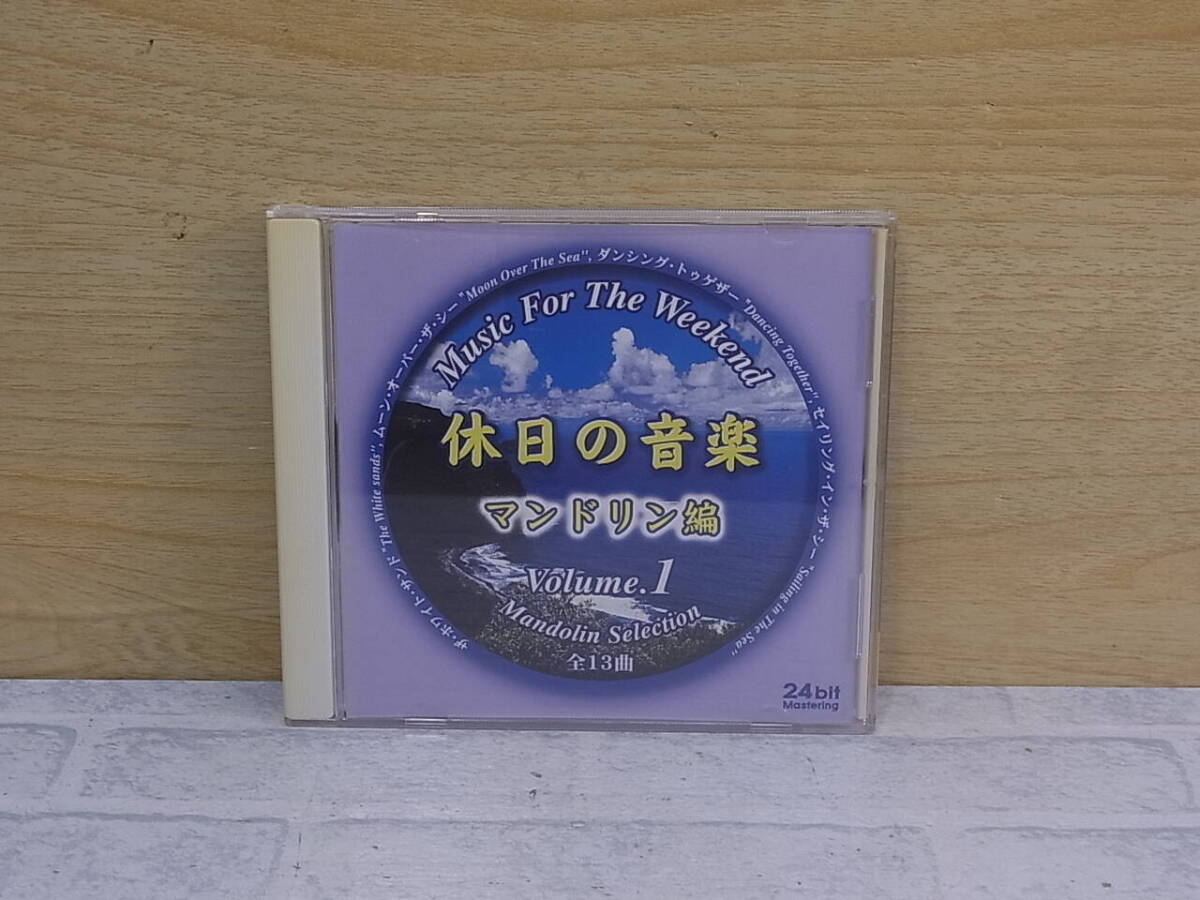 ザ・ホワイト・サンド "The White sands", ムーン・オーバー・ザ・シー "Moon Over The Sea", ダンシング・トゥゲザー "Dancing Together", セイリング・イン・ザ・シー "Sailing in The Sea"
Music For The Weekend
休日の音楽
マンドリン編
Volume.1
Mandolin Selection
全13曲
24bit
Mastering